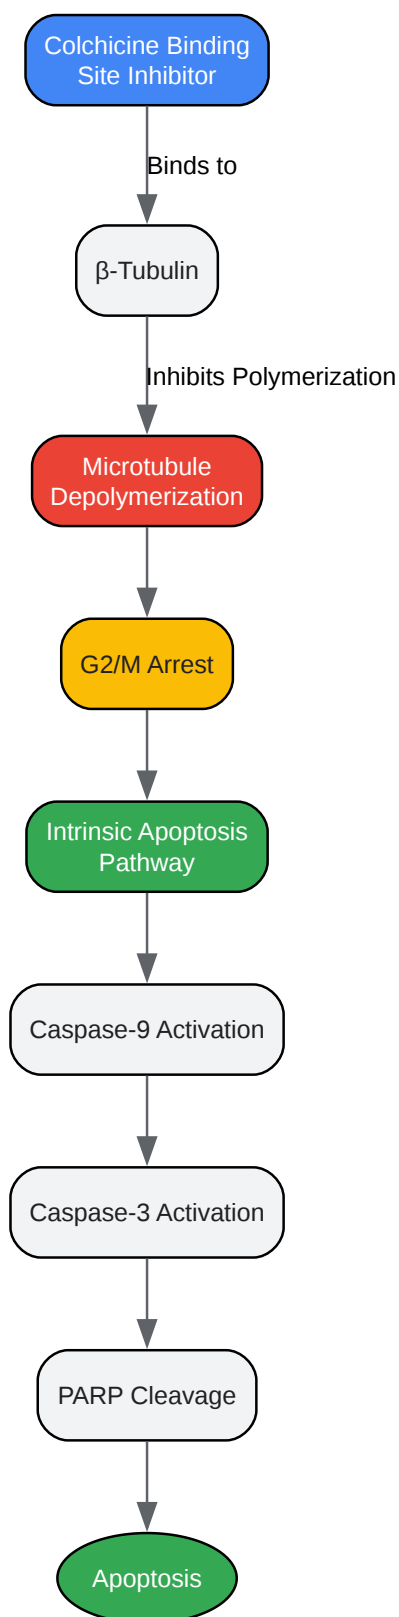 Colchicine Binding
Site Inhibitor
Binds to
β-Tubulin
Inhibits Polymerization
Microtubule
Depolymerization
G2/M Arrest
Intrinsic Apoptosis
Pathway
Caspase-9 Activation
Caspase-3 Activation
PARP Cleavage
Apoptosis